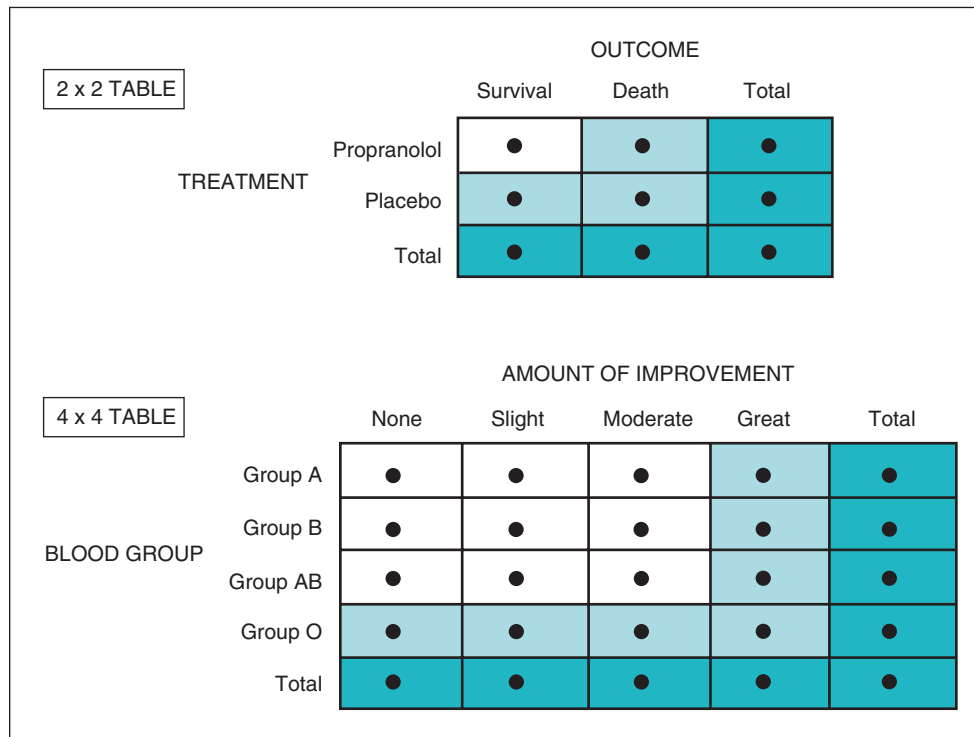 OUTCOME
2 x 2 TABLE
Survival Death Total
Propranolol
TREATMENT
Placebo
Total
AMOUNT OF IMPROVEMENT
4 x 4 TABLE
None Slight Moderate Great Total
Group A
Group B
BLOOD GROUP
Group AB
Group O
Total